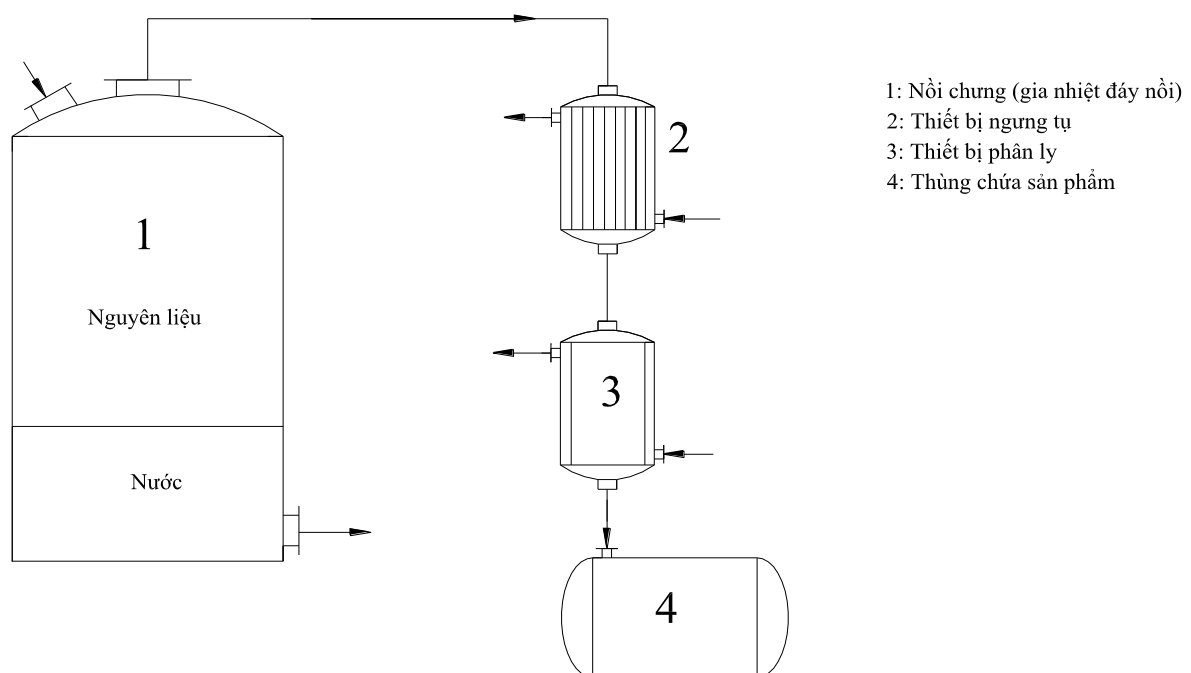 1: Nồi chưng (gia nhiệt đáy nồi)
2: Thiết bị ngưng tụ
3: Thiết bị phân ly
4: Thùng chứa sản phẩm
1
Nguyên liệu
Nước
2
3
4